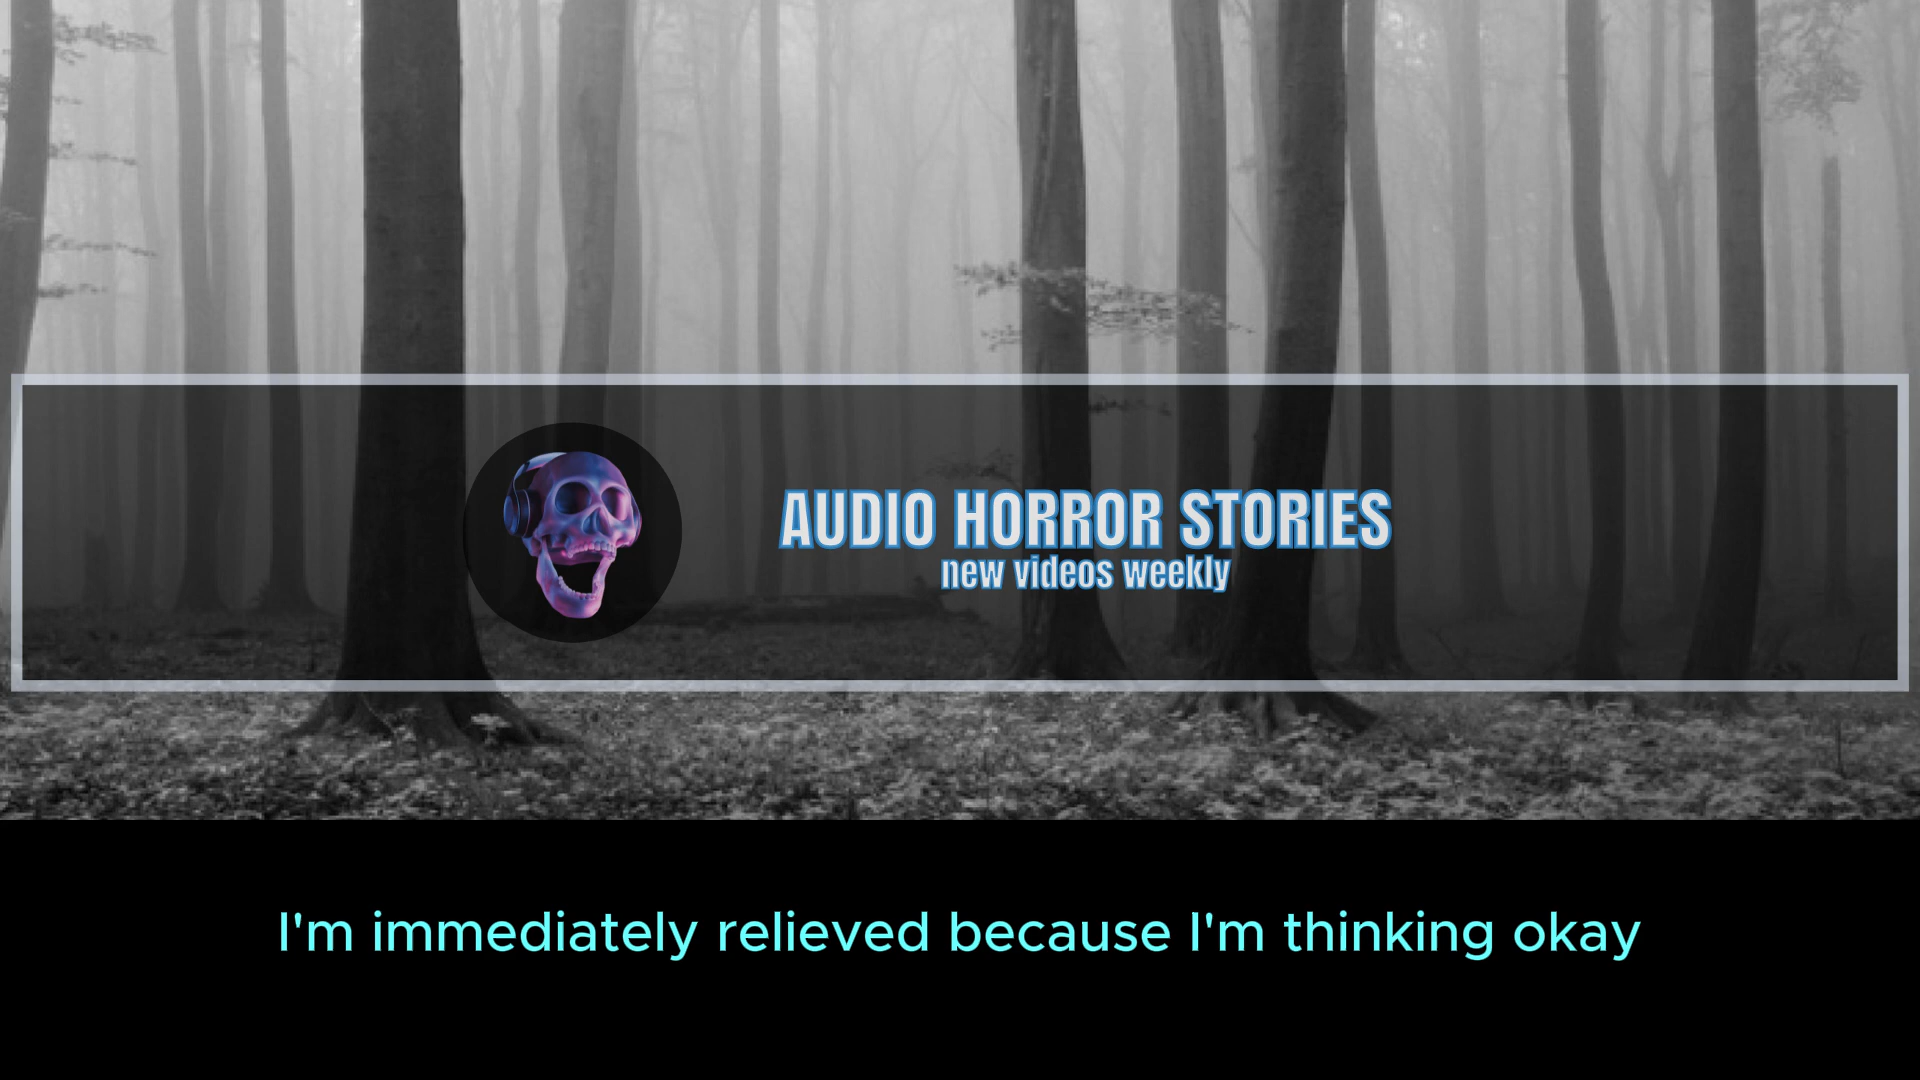 AUDIO HORROR STORIES
new videos weekly
I'm immediately relieved because I'm thinking okay